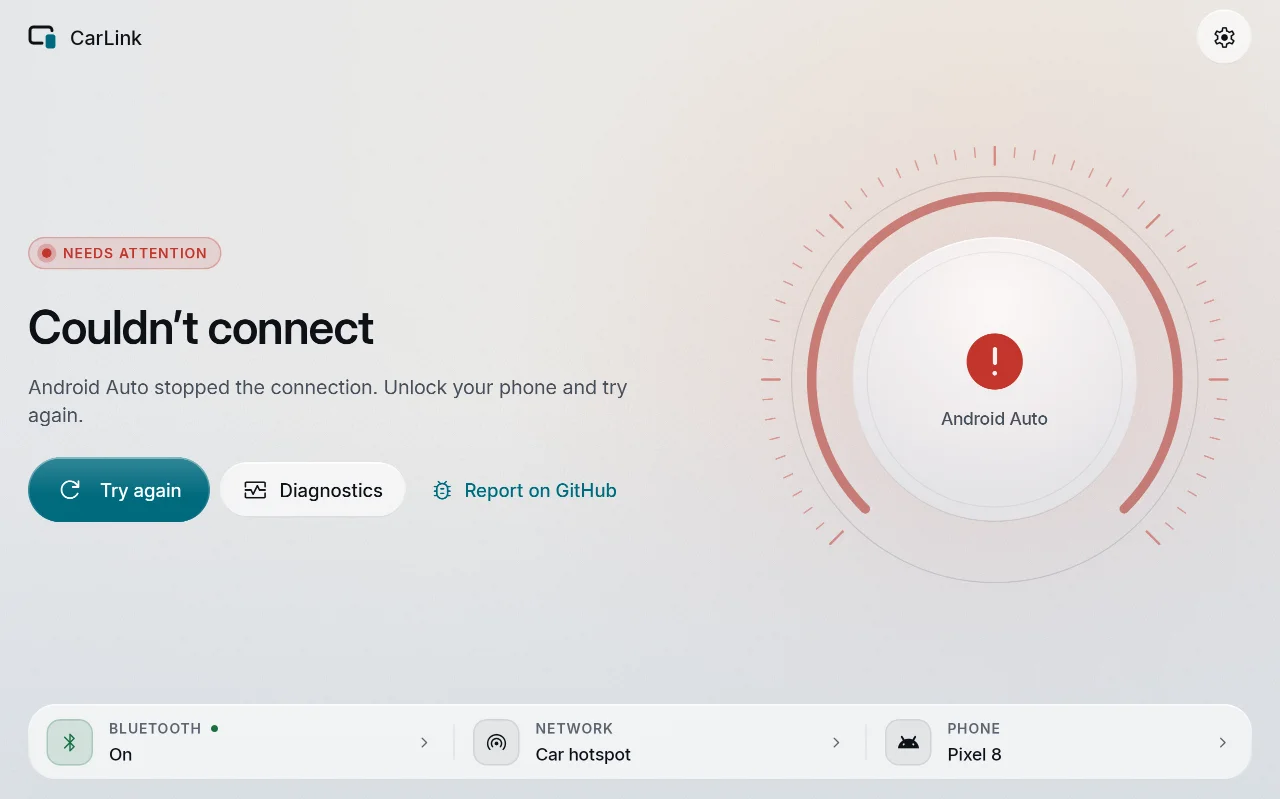 CarLink
NEEDS ATTENTION
Couldn’t connect
Android Auto stopped the connection. Unlock your phone and try
again.
Try again
Diagnostics
Report on GitHub
Android Auto
BLUETOOTH
On
NETWORK
Car hotspot
PHONE
Pixel 8